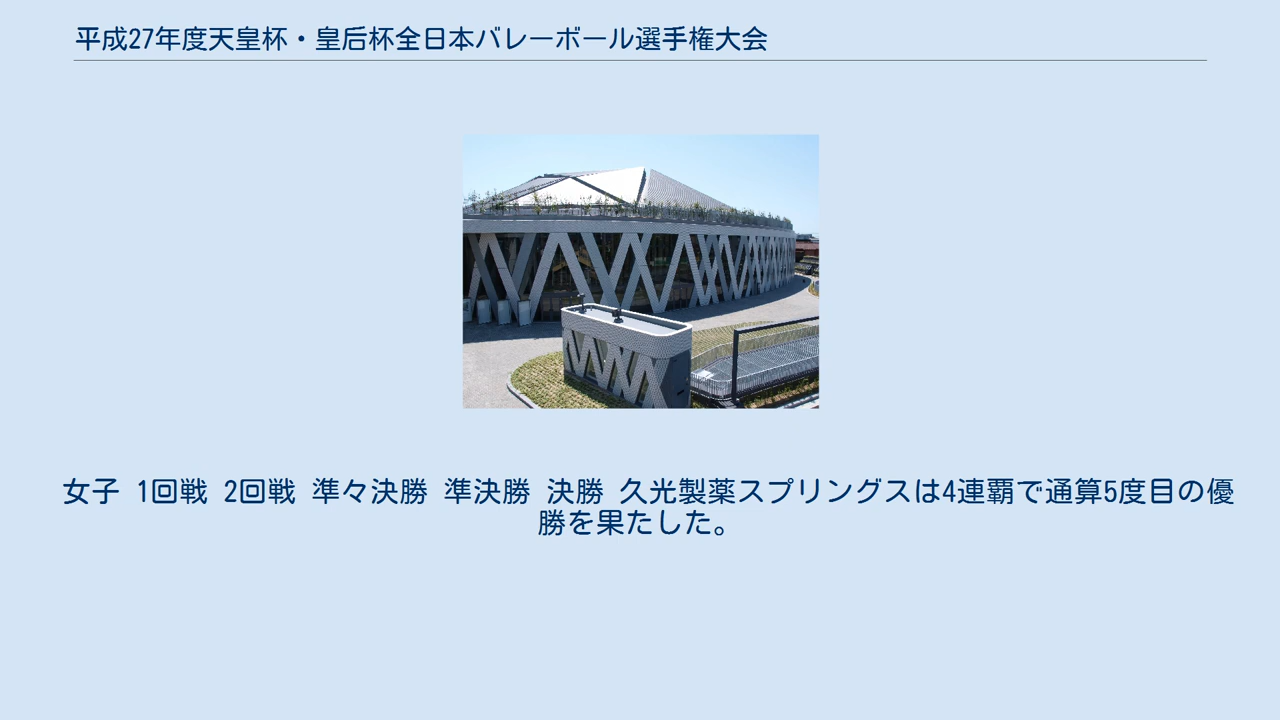 平成27年度天皇杯・皇后杯全日本バレーボール選手権大会
女子 1回戦 2回戦 準々決勝 準決勝 決勝 久光製薬スプリングスは4連覇で通算5度目の優
勝を果たした。